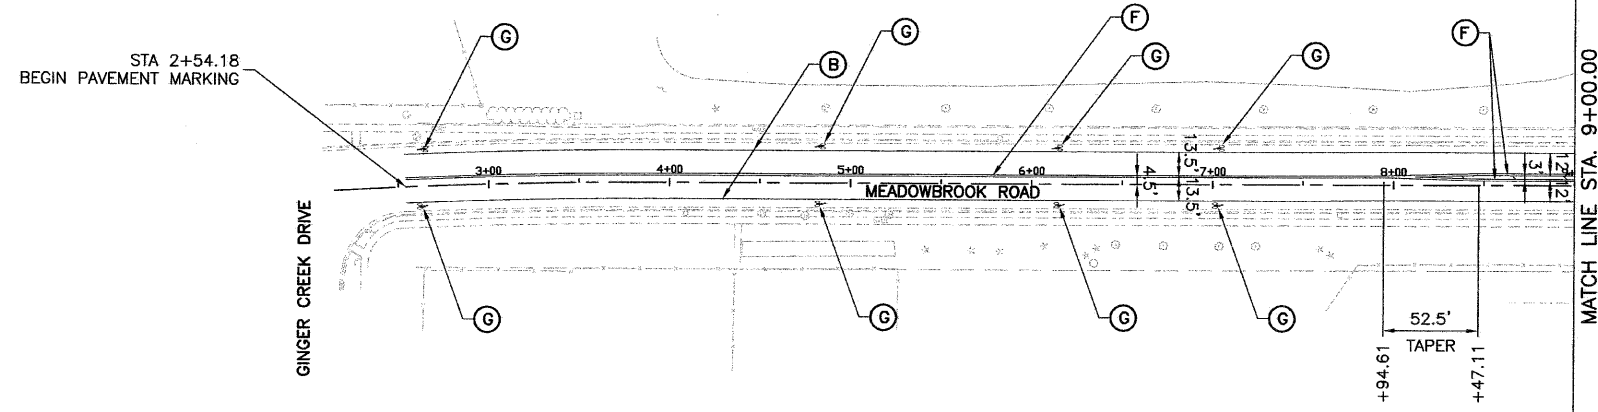 STA 2+54.18
BEGIN PAVEMENT MARKING
G
G
F
G
G
F
B
3+00
4+00
5+00
6+00
7+00
8+00
MEADOWBROOK ROAD
4.5'
13.5'
13.5'
3'
12'
12'
GINGER CREEK DRIVE
G
G
G
G
52.5'
TAPER
+94.61
+47.11
MATCH LINE STA. 9+00.00